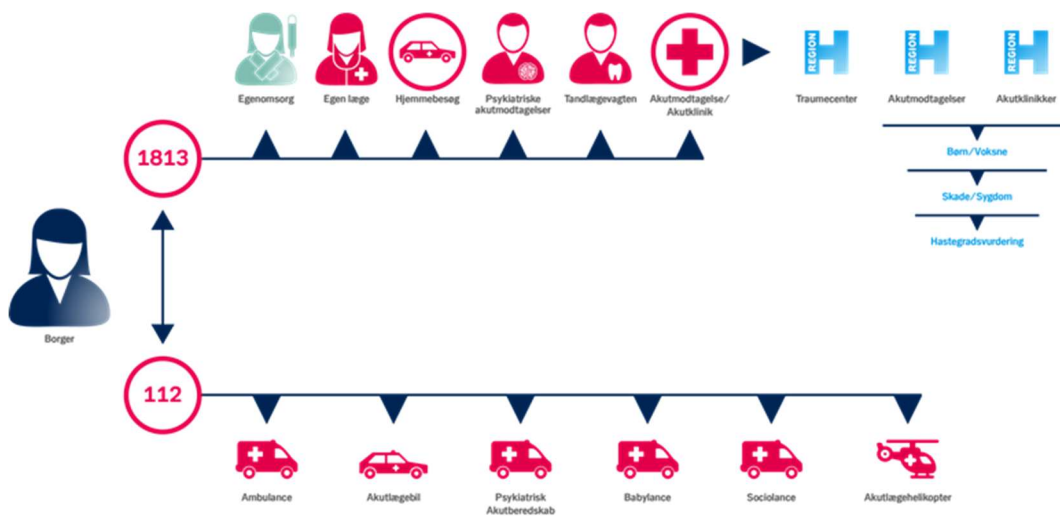 REGION
REGION
REGION
Egenomsorg
Egen læge
Hjemmebesøg
Psykiatriske
akutmodtagelser
Tandlægevagten
Akutmodtagelse/
Akutklinik
Traumecenter
Akutmodtagelser
Akutklinikker
1813
Børn/Voksne
Skade/Sygdom
Hastegradsvurdering
Borger
112
Ambulance
Akutlægebil
Psykiatrisk
Akutberedskab
Babylance
Sociolance
Akutlægehelikopter